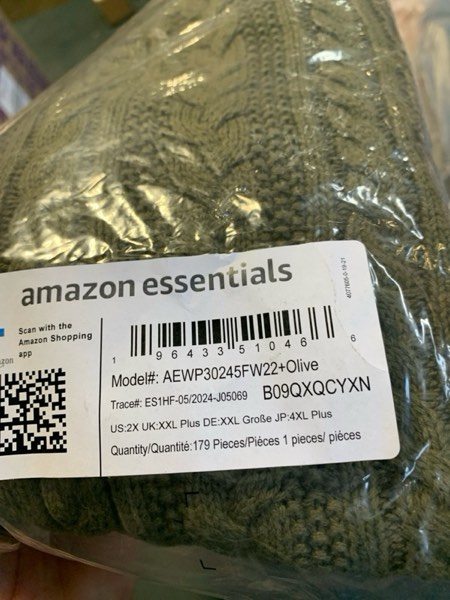 amazon essentials
Scan with the
Amazon Shopping
app
1 96433 51046 6
Model#: AEWP30245FW22+Olive
Trace#: ES1HF-05/2024-J05069 B09QXQCYXN
US:2X UK:XXL Plus DE:XXL Große JP:4XL Plus
Quantity/Quantité:179 Pieces/Piéces 1 pieces/ piéces